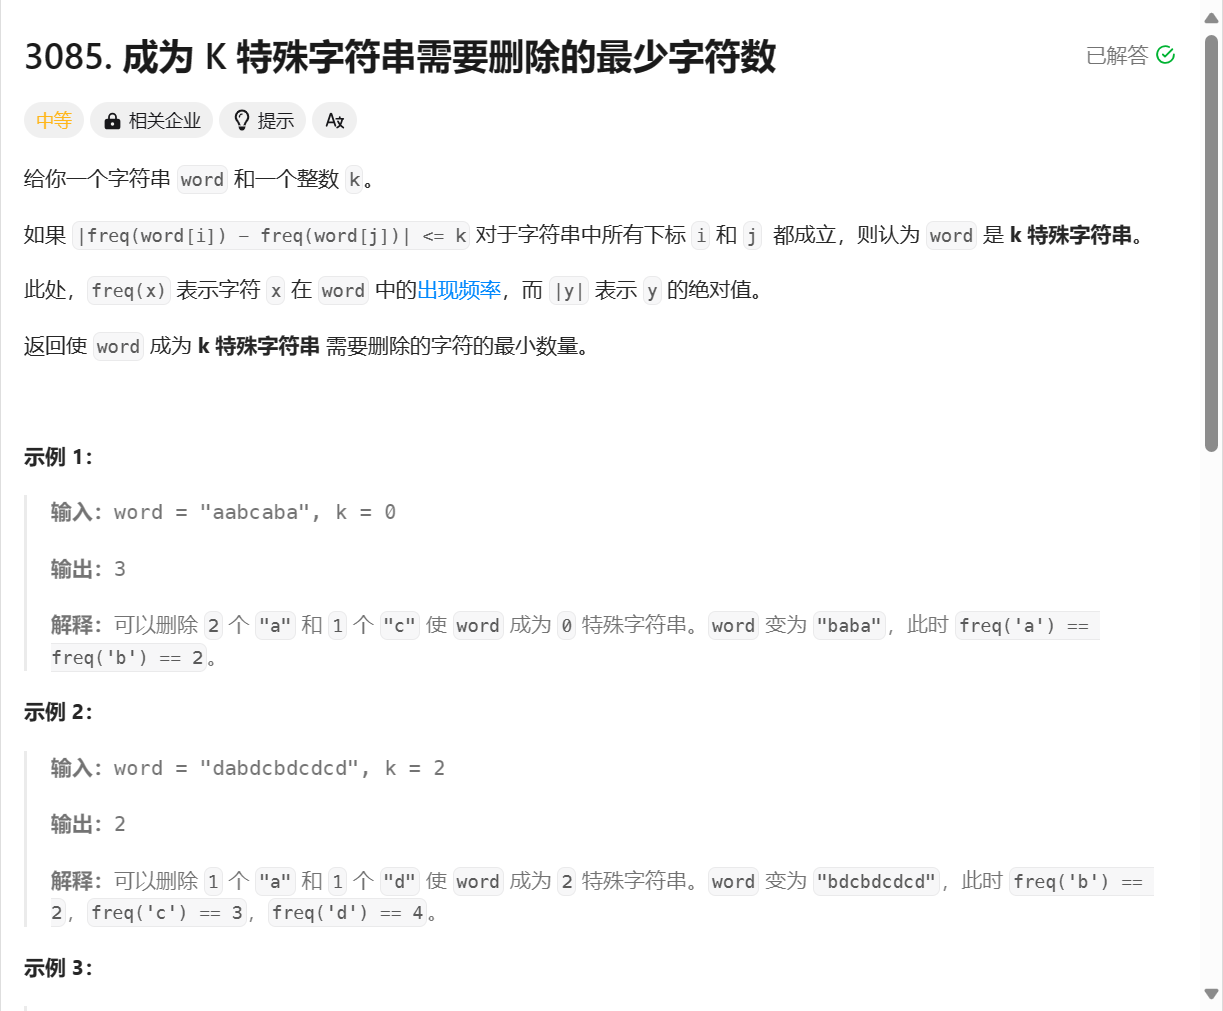 3085. 成为 K 特殊字符串需要删除的最少字符数
已解答
中等 相关企业 提示
给你一个字符串 word 和一个整数 k。
如果 |freq(word[i]) - freq(word[j])| <= k 对于字符串中所有下标 i 和 j 都成立，则认为 word 是 k 特殊字符串。
此处，freq(x) 表示字符 x 在 word 中的出现频率，而 |y| 表示 y 的绝对值。
返回使 word 成为 k 特殊字符串 需要删除的字符的最小数量。
示例 1：
输入：word = "aabcaba", k = 0
输出：3
解释：可以删除 2 个 "a" 和 1 个 "c" 使 word 成为 0 特殊字符串。word 变为 "baba"，此时 freq('a') ==
freq('b') == 2。
示例 2：
输入：word = "dabdcbdcdcd", k = 2
输出：2
解释：可以删除 1 个 "a" 和 1 个 "d" 使 word 成为 2 特殊字符串。word 变为 "bdcbdcdcd"，此时 freq('b') ==
2，freq('c') == 3，freq('d') == 4。
示例 3：